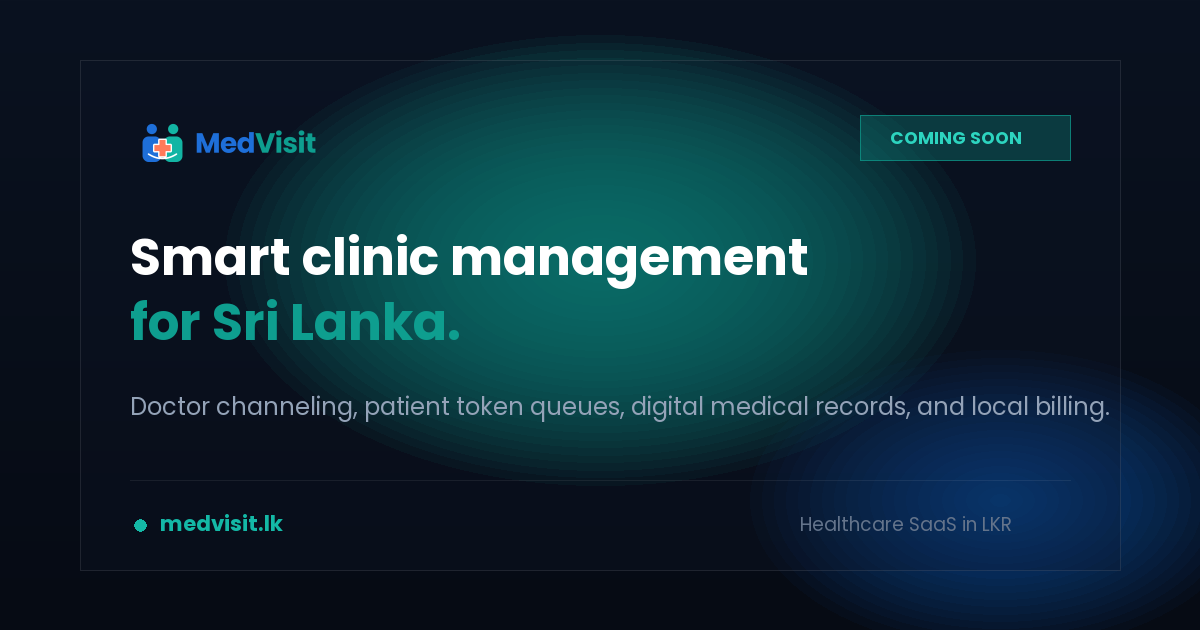 MedVisit
COMING SOON
Smart clinic management
for Sri Lanka.
Doctor channeling, patient token queues, digital medical records, and local billing.
medvisit.lk
Healthcare SaaS in LKR